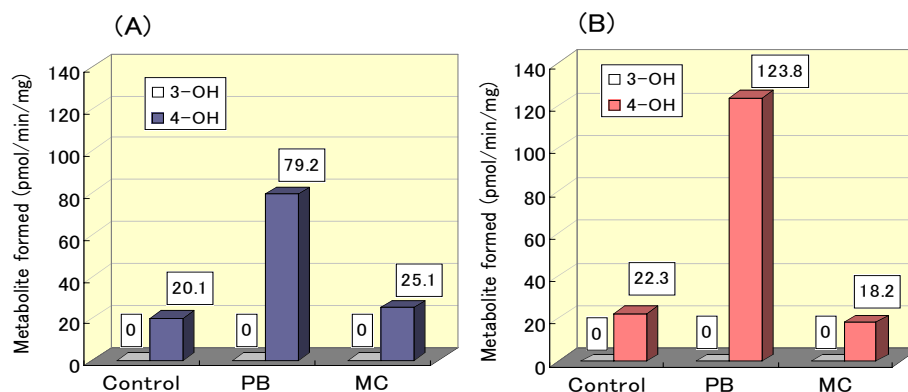 (A)
Metabolite formed (pmol/min/mg)
140
120
100
80
60
40
20
0
3-OH
4-OH
0
20.1
0
79.2
0
25.1
Control PB MC
(B)
Metabolite formed (pmol/min/mg)
140
120
100
80
60
40
20
0
3-OH
4-OH
0
22.3
0
123.8
0
18.2
Control PB MC